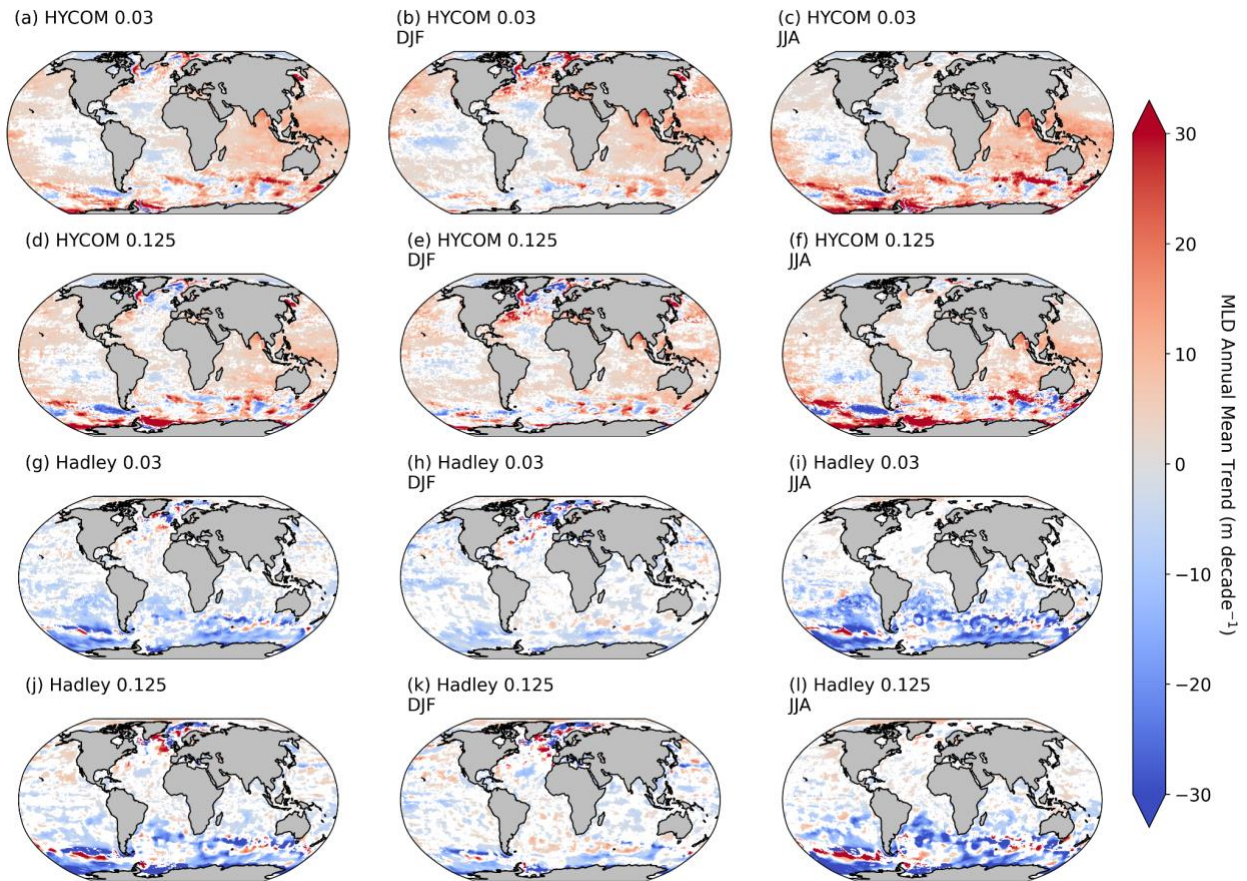 (a) HYCOM 0.03
(b) HYCOM 0.03
DJF
(c) HYCOM 0.03
JJA
(d) HYCOM 0.125
(e) HYCOM 0.125
DJF
(f) HYCOM 0.125
JJA
(g) Hadley 0.03
(h) Hadley 0.03
DJF
(i) Hadley 0.03
JJA
(j) Hadley 0.125
(k) Hadley 0.125
DJF
(l) Hadley 0.125
JJA
30
20
10
0
−10
−20
−30
MLD Annual Mean Trend (m decade⁻¹)